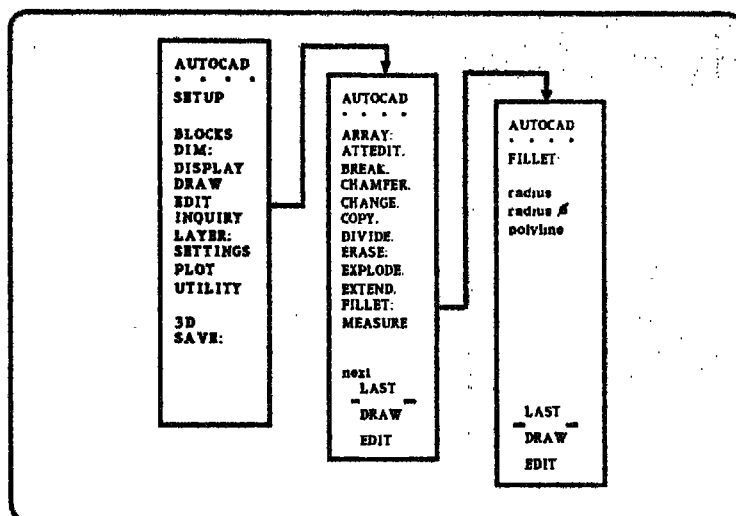 AUTOCAD
* * * *
SETUP
BLOCKS
DIM:
DISPLAY
DRAW
EDIT
INQUIRY
LAYER:
SETTINGS
PLOT
UTILITY
3D
SAVE:
AUTOCAD
* * * *
ARRAY:
ATTEDIT.
BREAK.
CHAMFER.
CHANGE.
COPY.
DIVIDE.
ERASE:
EXPLODE.
EXTEND.
FILLET:
MEASURE
next
LAST
DRAW
EDIT
AUTOCAD
* * * *
FILLET:
radius
radius 0
polyline
LAST
DRAW
EDIT